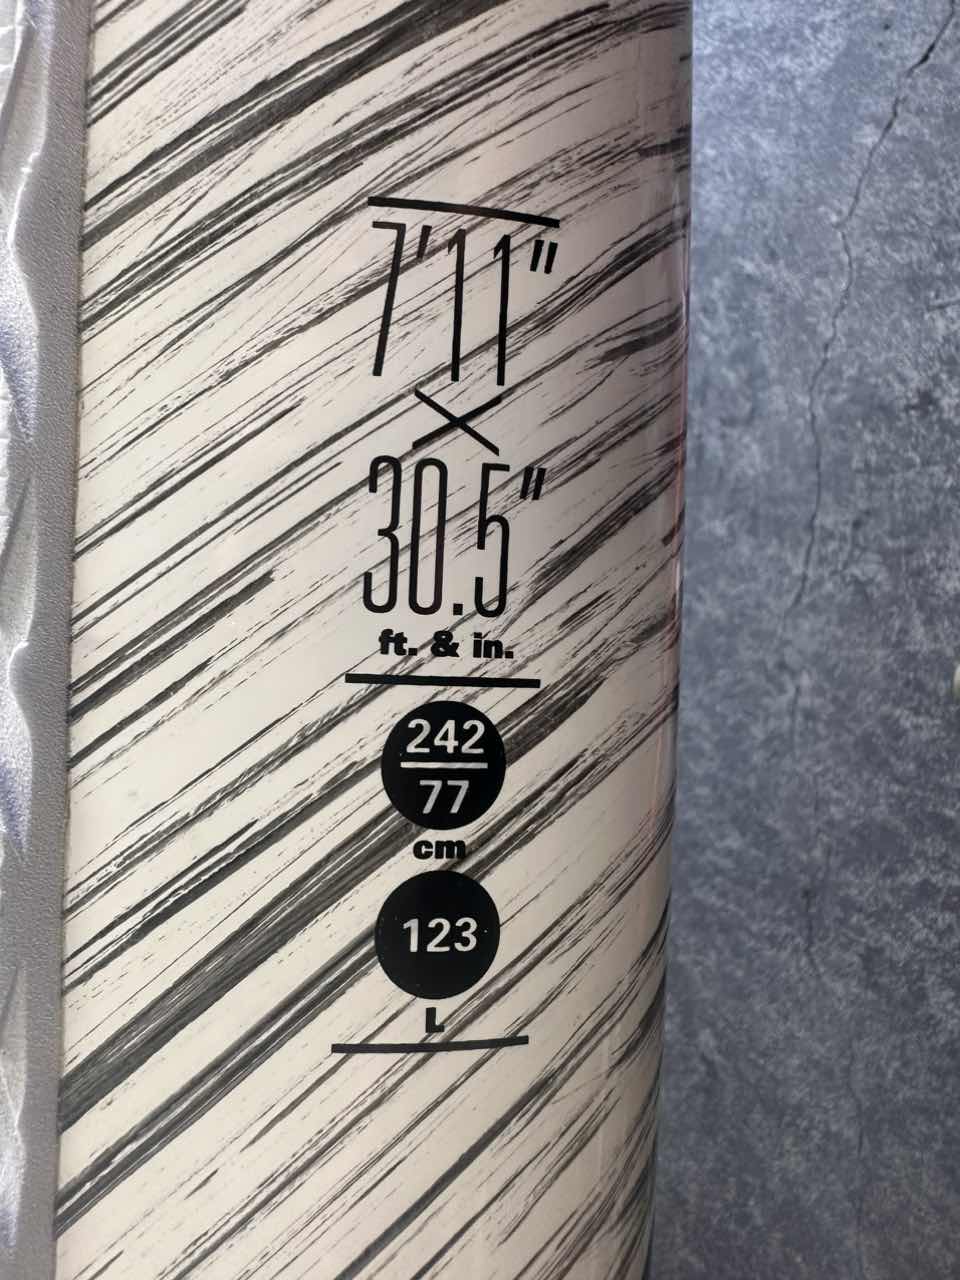 7'11"
X
30.5"
ft. & in.
242
77
cm
123
L